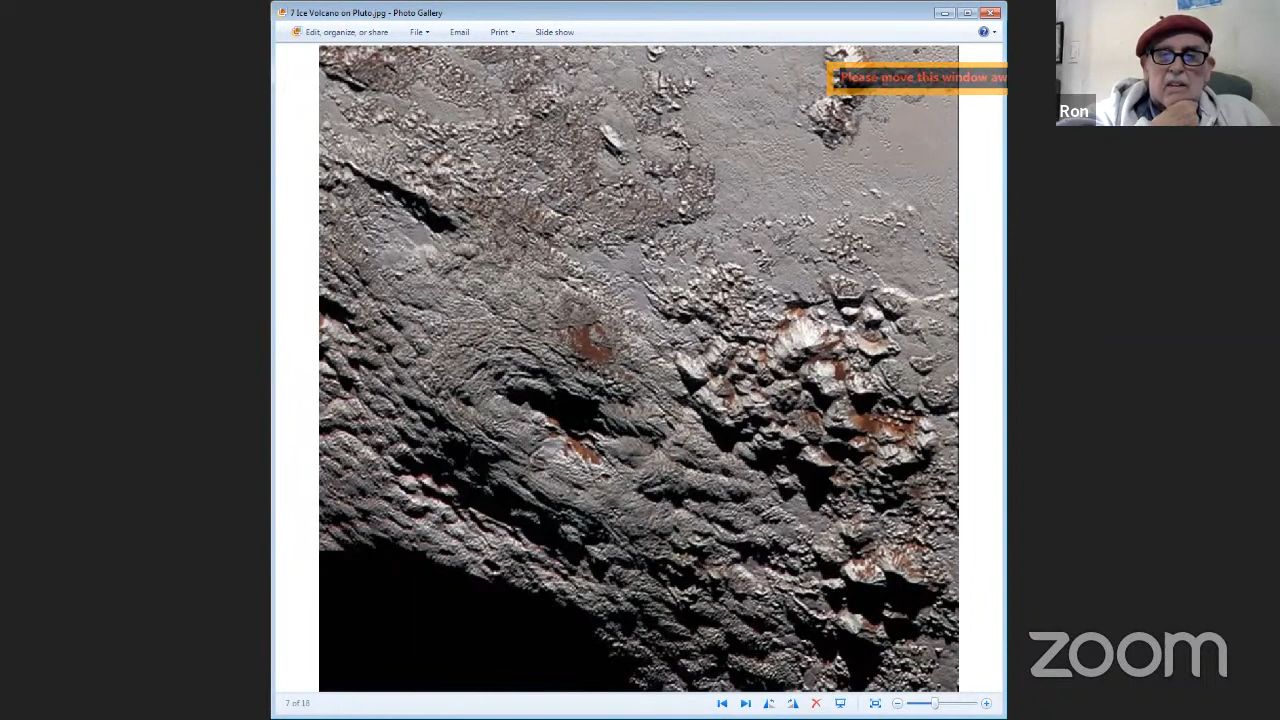 7 Ice Volcano on Pluto.jpg - Photo Gallery
Edit, organize, or share File Email Print Slide show
Please move this window aw
Ron
zoom
7 of 18